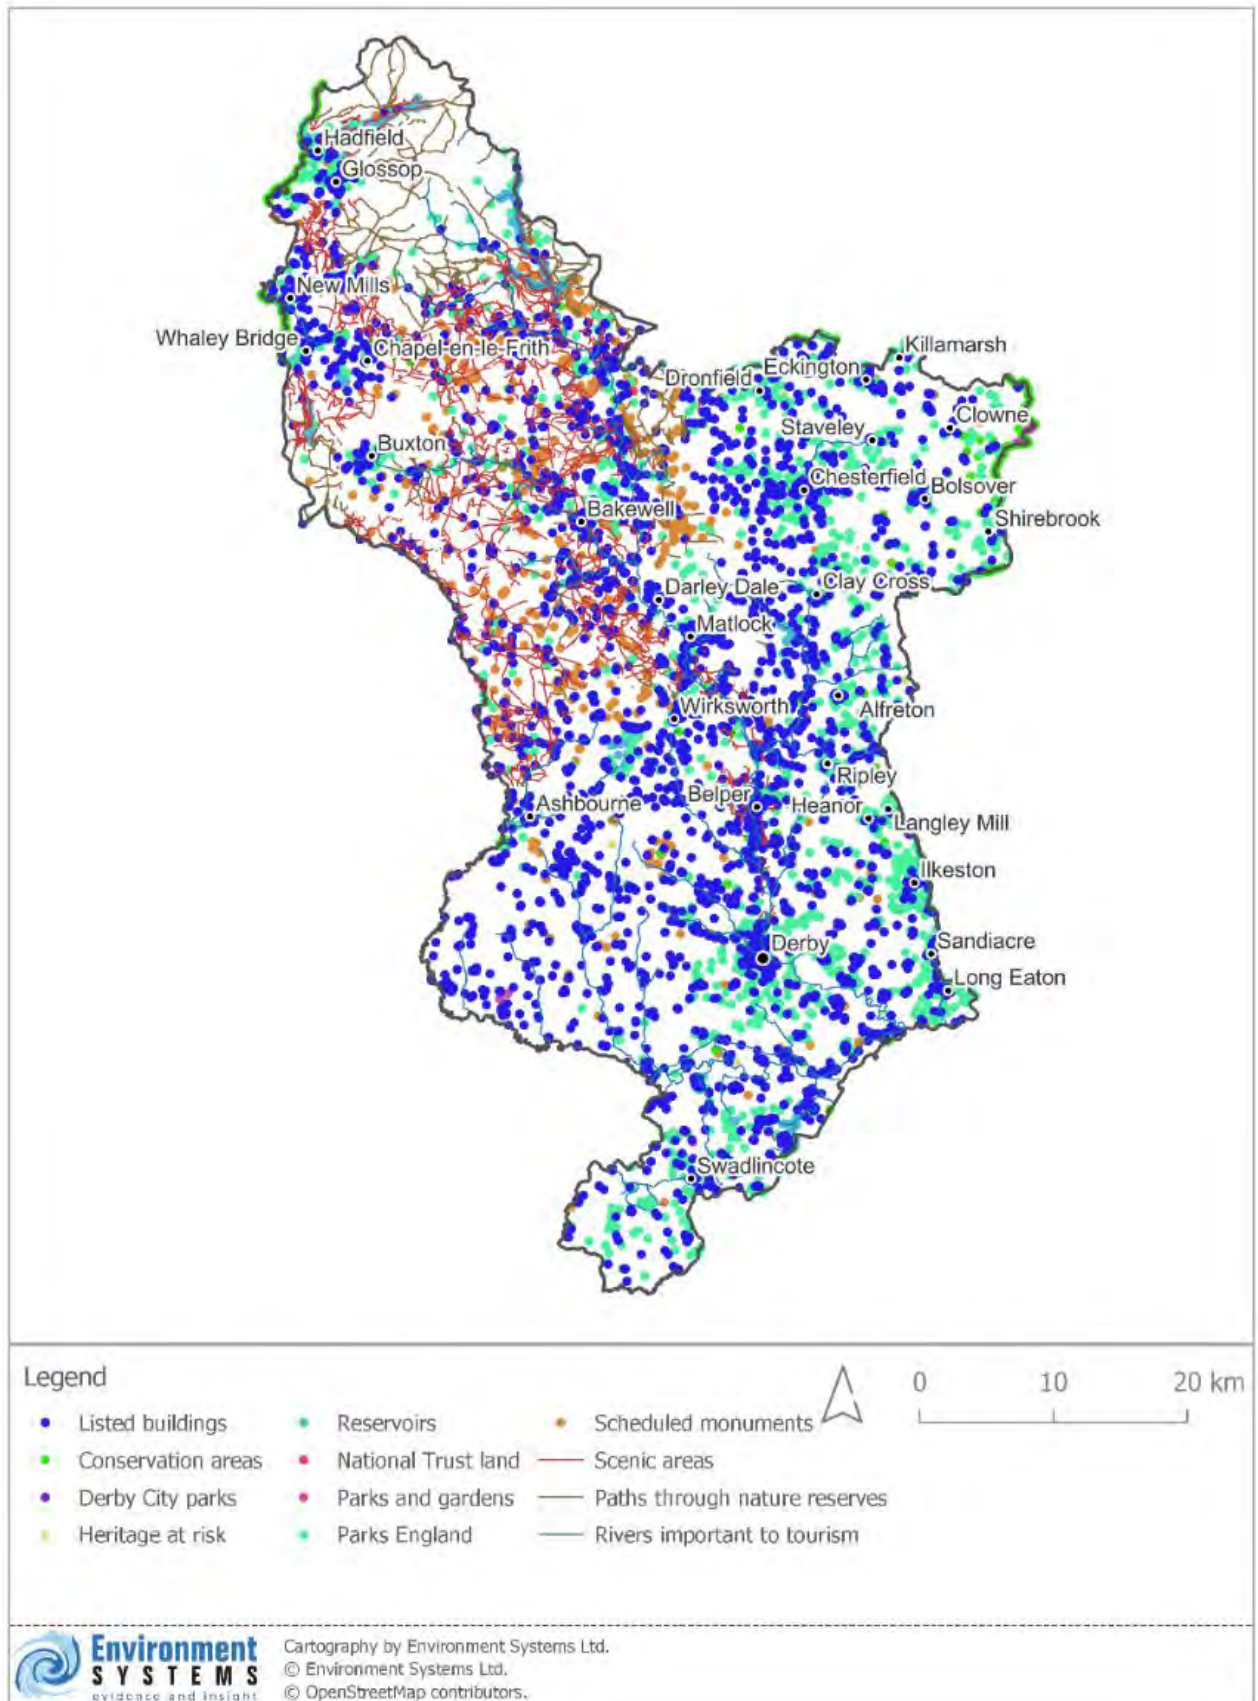 Hadfield
Glossop
New Mills
Whaley Bridge
Chapel-en-le-Frith
Killamarsh
Eckington
Dronfield
Clowne
Staveley
Buxton
Chesterfield
Bolsover
Bakewell
Shirebrook
Darley Dale
Clay Cross
Matlock
Wirksworth
Alfreton
Ripley
Belper
Heanor
Ashbourne
Langley Mill
Ilkeston
Derby
Sandiacre
Long Eaton
Swadlincote
Legend
0 10 20 km
Listed buildings
Reservoirs
Scheduled monuments
Conservation areas
National Trust land
Scenic areas
Derby City parks
Parks and gardens
Paths through nature reserves
Heritage at risk
Parks England
Rivers important to tourism
Environment
SYSTEMS
evidence and insight
Cartography by Environment Systems Ltd.
© Environment Systems Ltd.
© OpenStreetMap contributors.